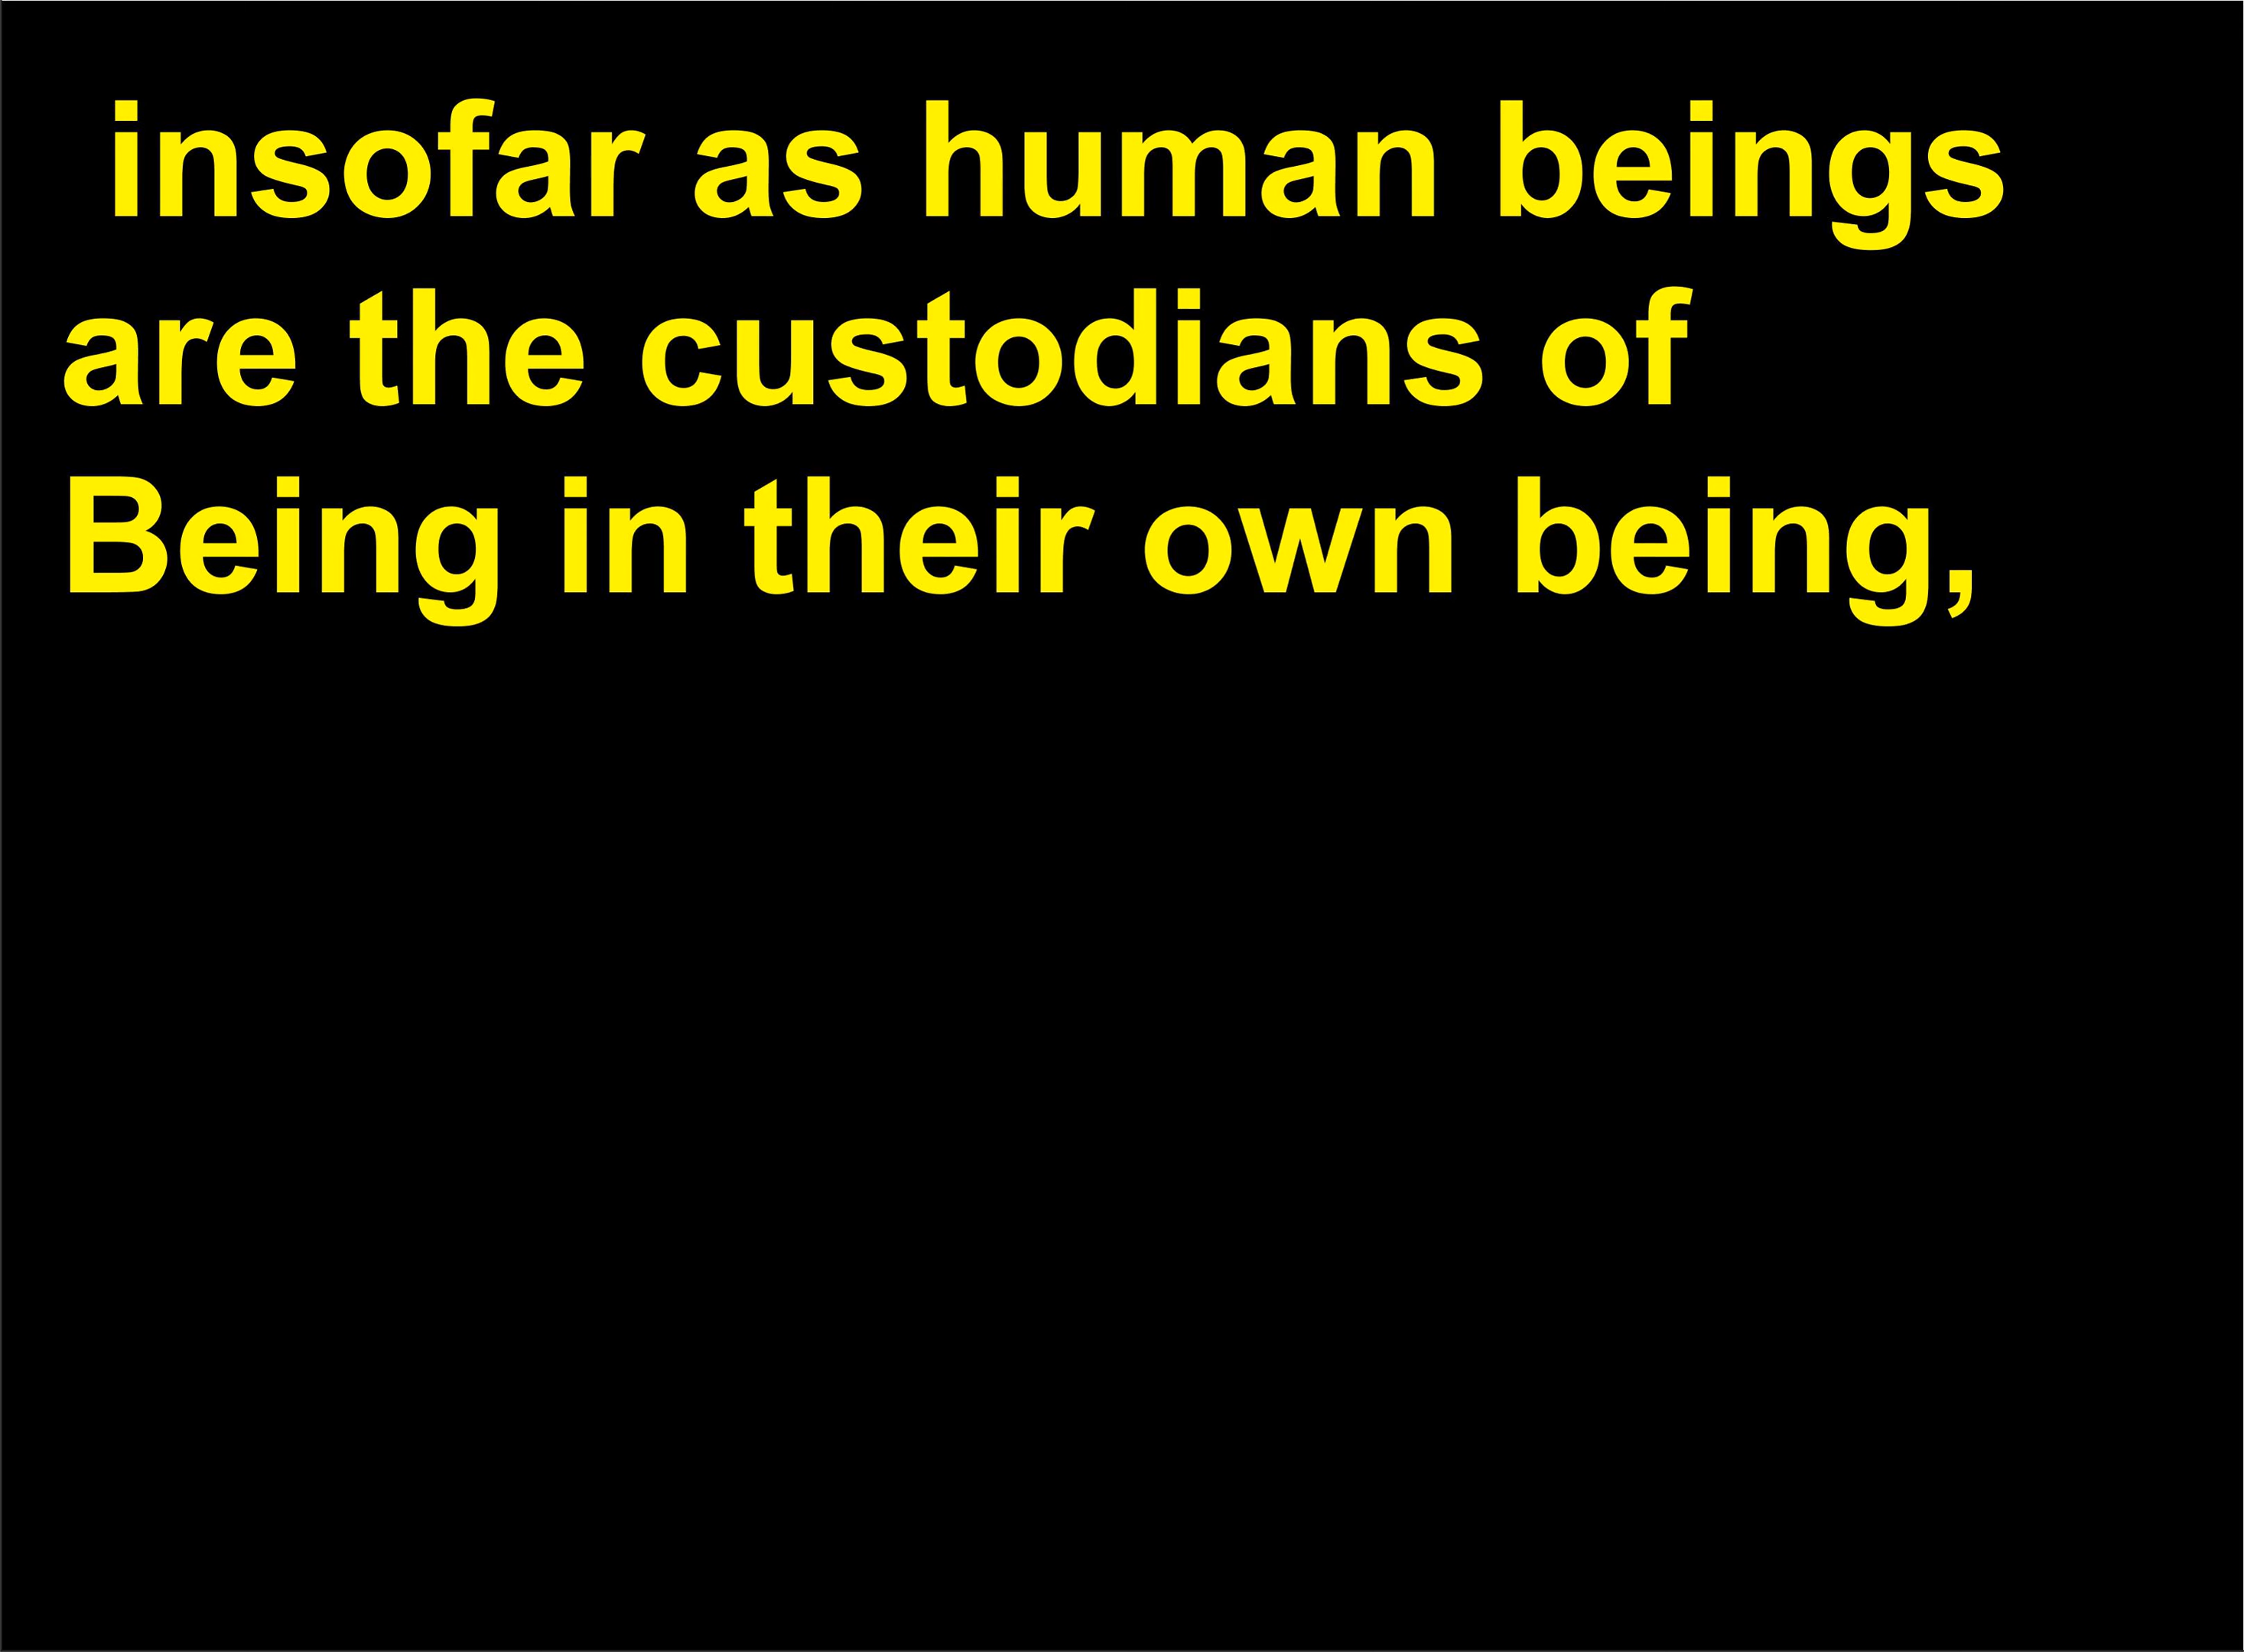 insofar as human beings
are the custodians of
Being in their own being,